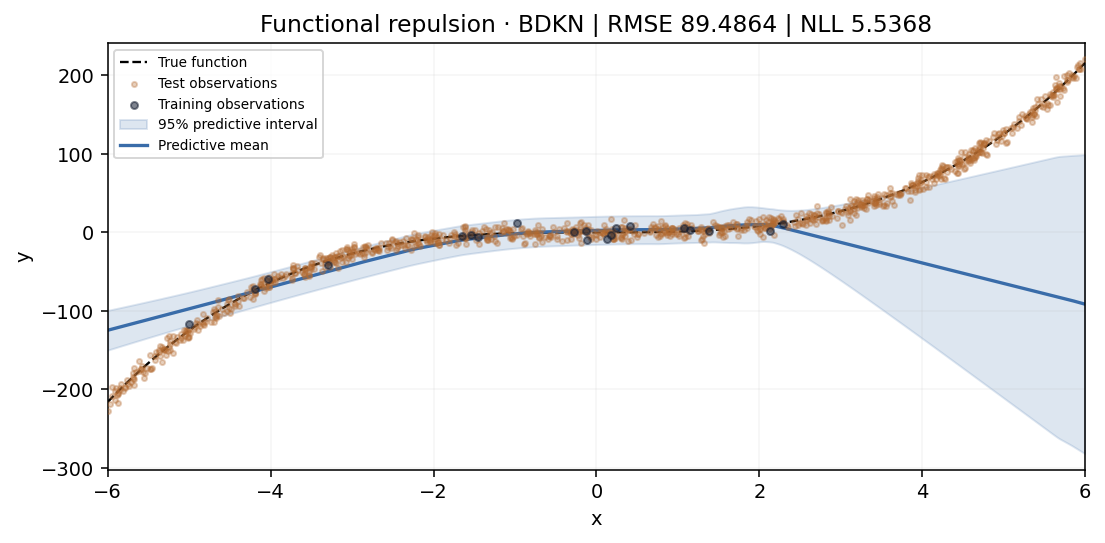 Functional repulsion · BDKN | RMSE 89.4864 | NLL 5.5368
True function
Test observations
Training observations
95% predictive interval
Predictive mean
y
200
100
0
−100
−200
−300
−6
−4
−2
0
2
4
6
x